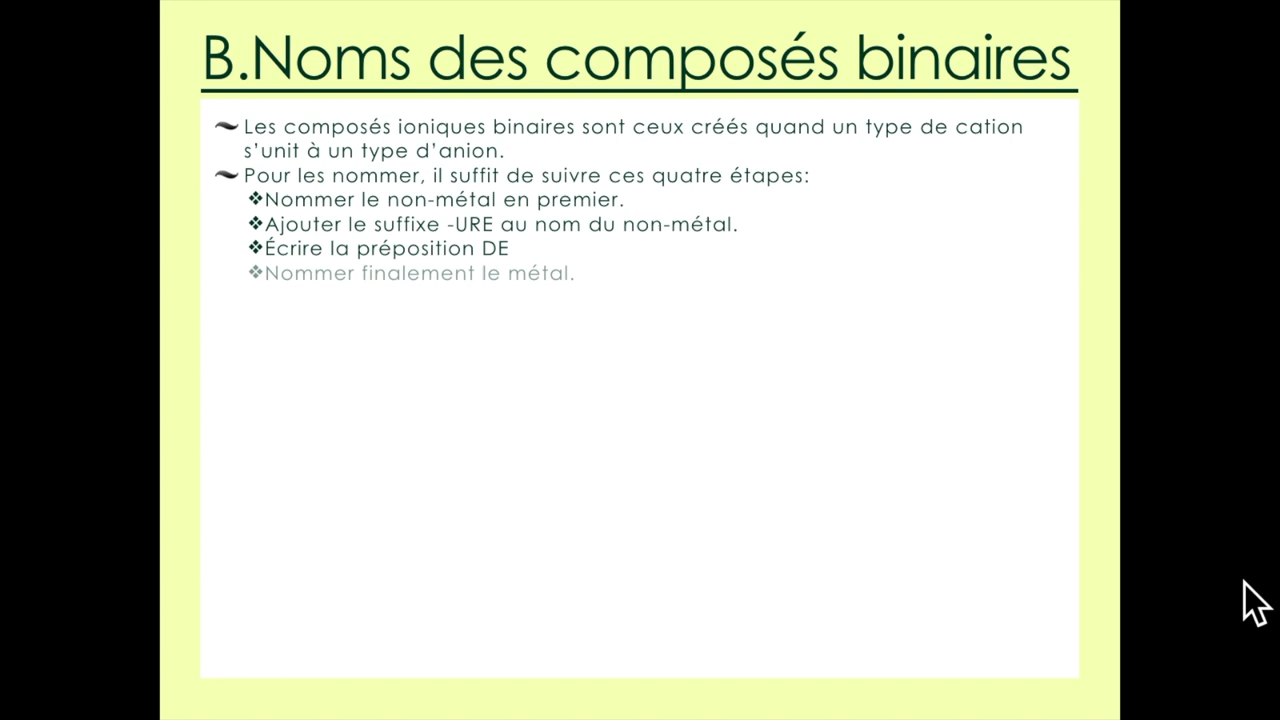 B.Noms des composés binaires
Les composés ioniques binaires sont ceux créés quand un type de cation
s’unit à un type d’anion.
Pour les nommer, il suffit de suivre ces quatre étapes:
❖Nommer le non-métal en premier.
❖Ajouter le suffixe -URE au nom du non-métal.
❖Écrire la préposition DE
❖Nommer finalement le métal.